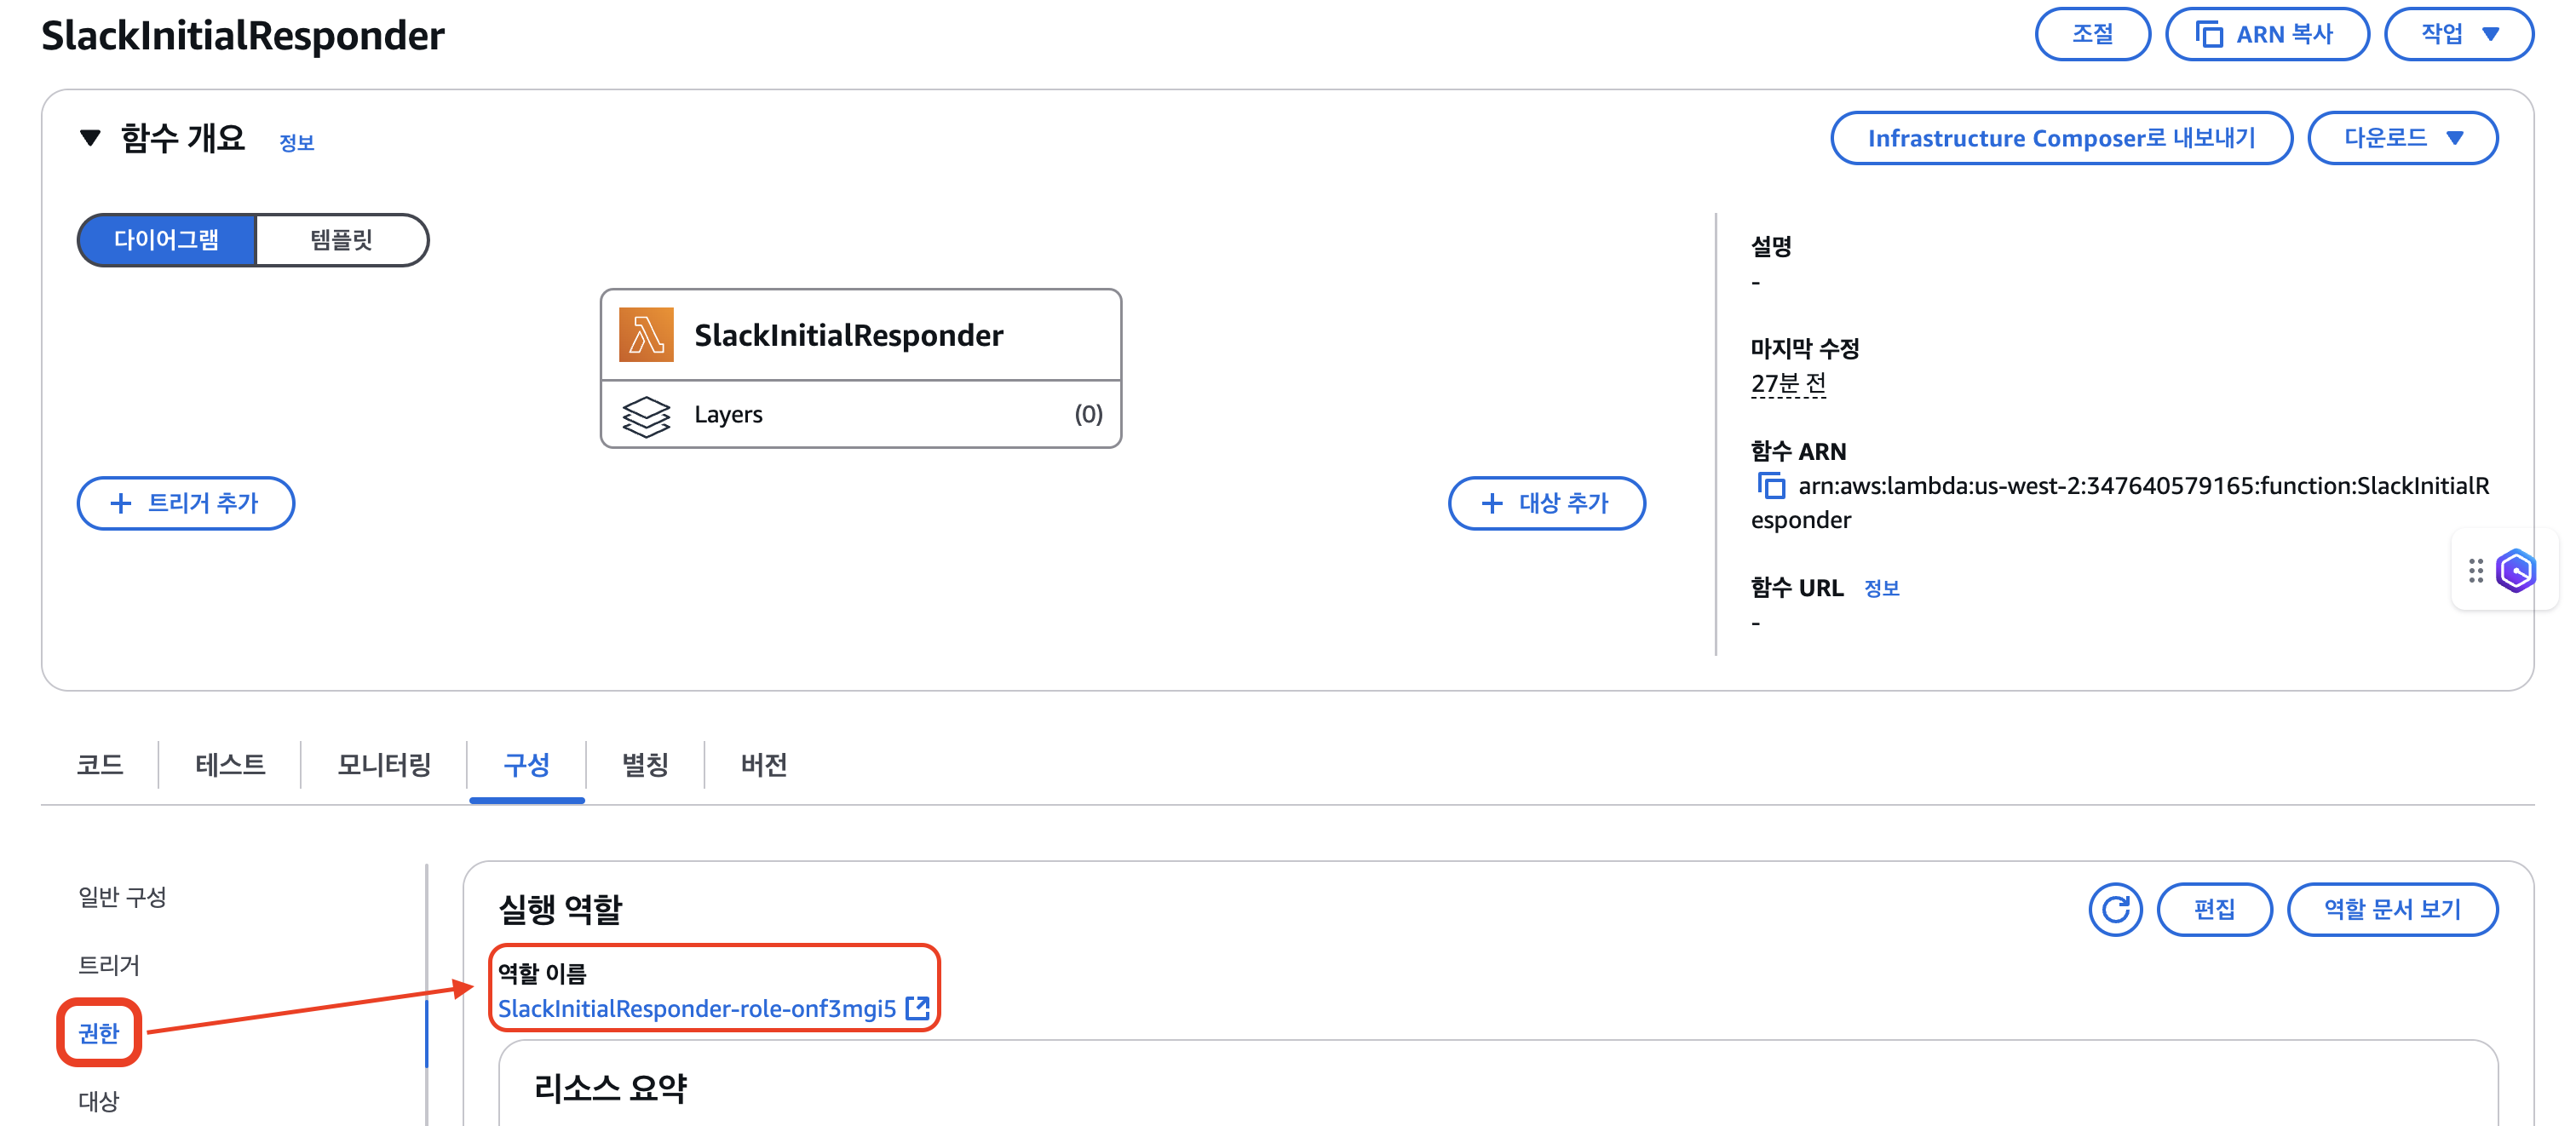 SlackInitialResponder
조절
ARN 복사
작업
함수 개요
정보
Infrastructure Composer로 내보내기
다운로드
다이어그램
템플릿
SlackInitialResponder
Layers
(0)
트리거 추가
대상 추가
설명
-
마지막 수정
27분 전
함수 ARN
arn:aws:lambda:us-west-2:347640579165:function:SlackInitialR
esponder
함수 URL 정보
-
코드
테스트
모니터링
구성
별칭
버전
일반 구성
트리거
권한
대상
실행 역할
편집
역할 문서 보기
역할 이름
SlackInitialResponder-role-onf3mgi5
리소스 요약